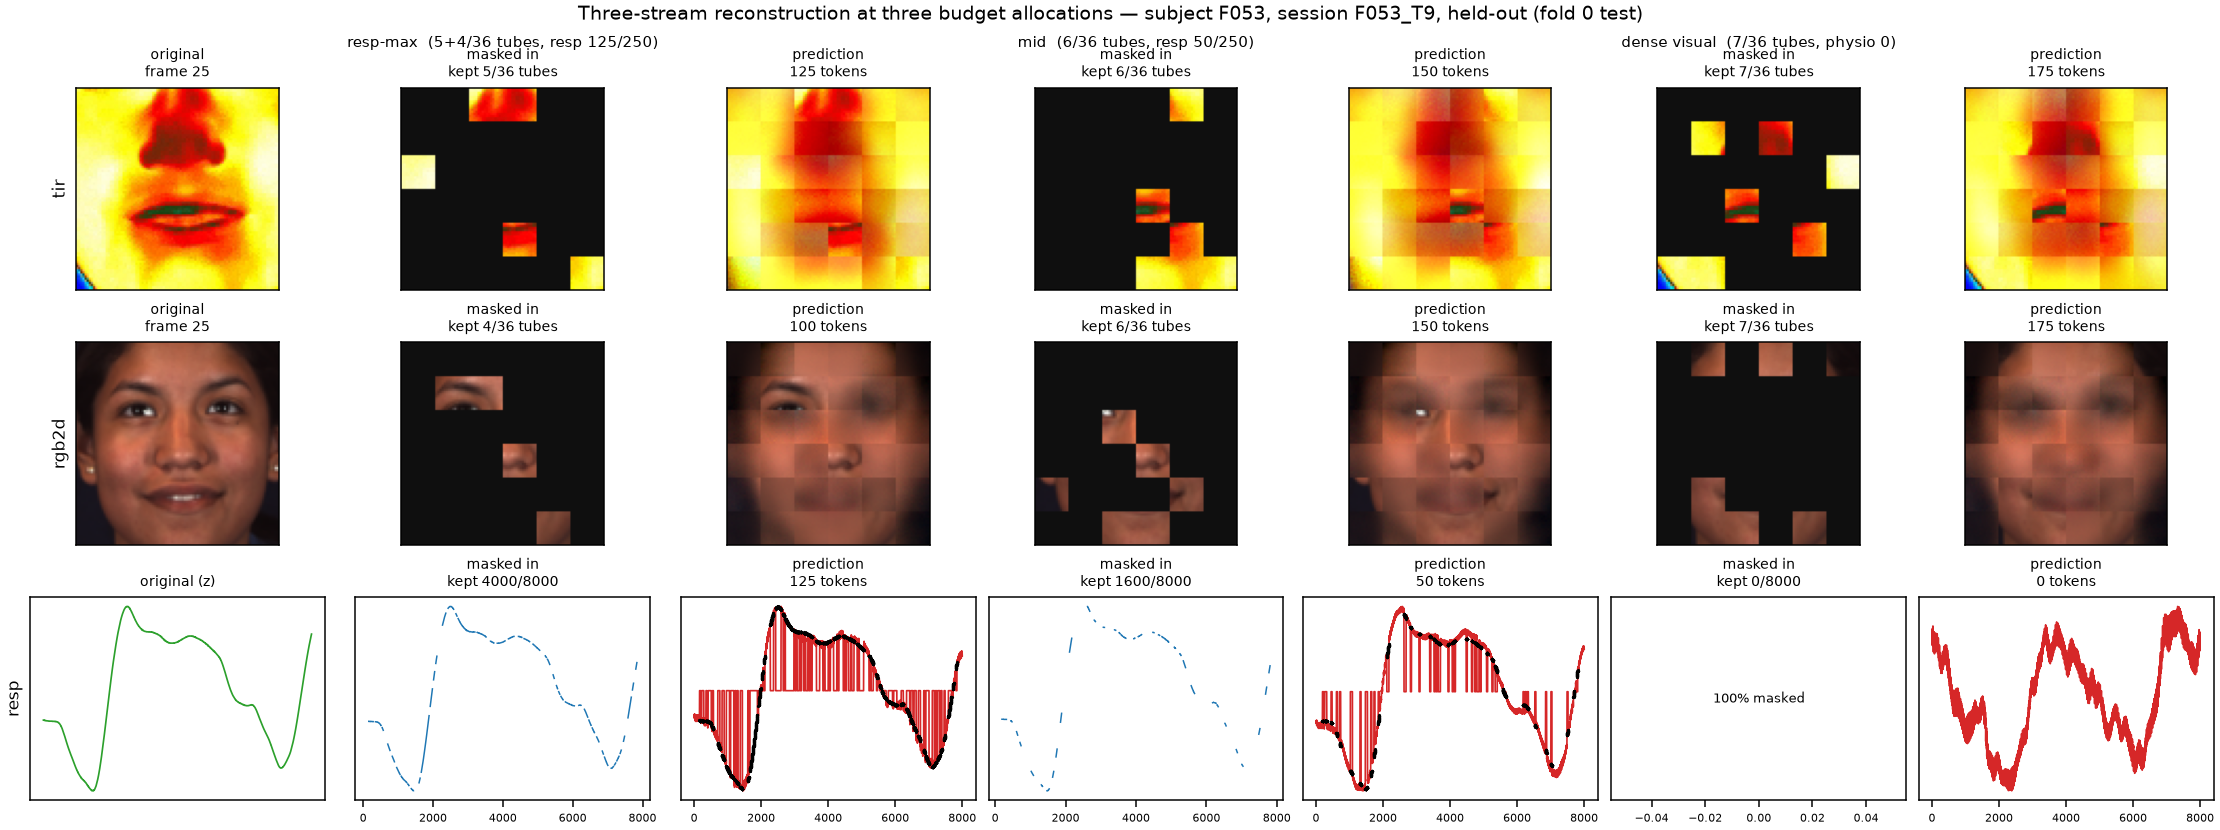 Three-stream reconstruction at three budget allocations — subject F053, session F053_T9, held-out (fold 0 test)
resp-max (5+4/36 tubes, resp 125/250)
mid (6/36 tubes, resp 50/250)
dense visual (7/36 tubes, physio 0)
original
frame 25
masked in
kept 5/36 tubes
prediction
125 tokens
masked in
kept 6/36 tubes
prediction
150 tokens
masked in
kept 7/36 tubes
prediction
175 tokens
tir
original
frame 25
masked in
kept 4/36 tubes
prediction
100 tokens
masked in
kept 6/36 tubes
prediction
150 tokens
masked in
kept 7/36 tubes
prediction
175 tokens
rgb2d
original (z)
masked in
kept 4000/8000
prediction
125 tokens
masked in
kept 1600/8000
prediction
50 tokens
masked in
kept 0/8000
prediction
0 tokens
resp
100% masked
0 2000 4000 6000 8000
0 2000 4000 6000 8000
0 2000 4000 6000 8000
0 2000 4000 6000 8000
−0.04 −0.02 0.00 0.02 0.04
0 2000 4000 6000 8000